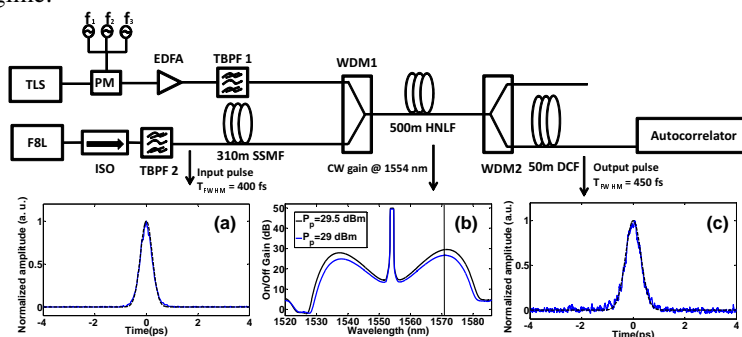 gime.
f1 f2 f3
EDFA
TBPF 1
WDM1
TLS
PM
500m HNLF
WDM2
50m DCF
Autocorrelator
F8L
ISO
TBPF 2
310m SSMF
Input pulse
TFWHM = 400 fs
CW gain @ 1554 nm
Output pulse
TFWHM = 450 fs
(a)
Normalized amplitude (a. u.)
1
0.5
0
-4 -2 0 2 4
Time(ps)
(b)
Pp=29.5 dBm
Pp=29 dBm
On/Off Gain (dB)
50
40
30
20
10
0
1520 1530 1540 1550 1560 1570 1580
Wavelength (nm)
(c)
Normalized amplitude (a.u.)
1
0.5
0
-4 -2 0 2 4
Time(ps)